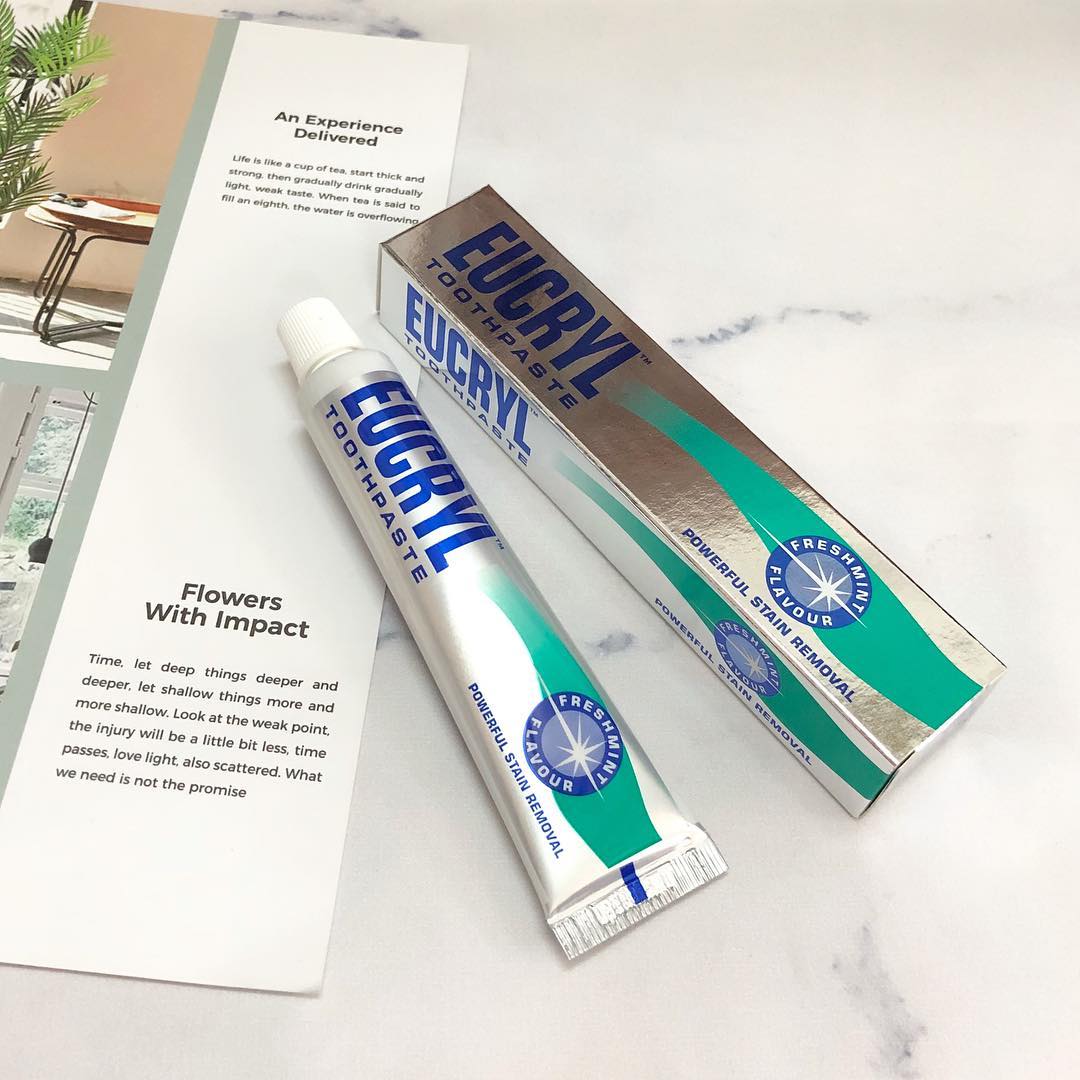 An Experience
Delivered
Life is like a cup of tea, start thick and
strong, then gradually drink gradually
light, weak taste. When tea is said to
fill an eighth, the water is overflowing
Flowers
With Impact
Time, let deep things deeper and
deeper, let shallow things more and
more shallow. Look at the weak point,
the injury will be a little bit less, time
passes, love light, also scattered. What
we need is not the promise
EUCRYL™
TOOTHPASTE
POWERFUL STAIN REMOVAL
FRESHMINT
FLAVOUR
EUCRYL™
TOOTHPASTE
POWERFUL STAIN REMOVAL
FRESHMINT
FLAVOUR
EUCRYL™
TOOTHPASTE
POWERFUL STAIN REMOVAL
FRESHMINT
FLAVOUR